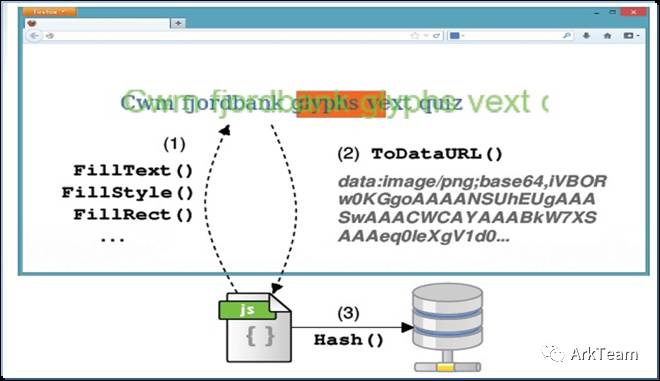 Firefox
Cwm fjordbank glyphs vext quiz
Cwm fjordbank glyphs vext q
(1)
FillText()
FillStyle()
FillRect()
...
(2) ToDataURL()
data:image/png;base64,iVBOR
w0KGgoAAAANSUhEUgAAA
SwAAACWCAYAAABkW7XS
AAAeq0leXgV1d0...
js
{ }
(3)
Hash()
ArkTeam